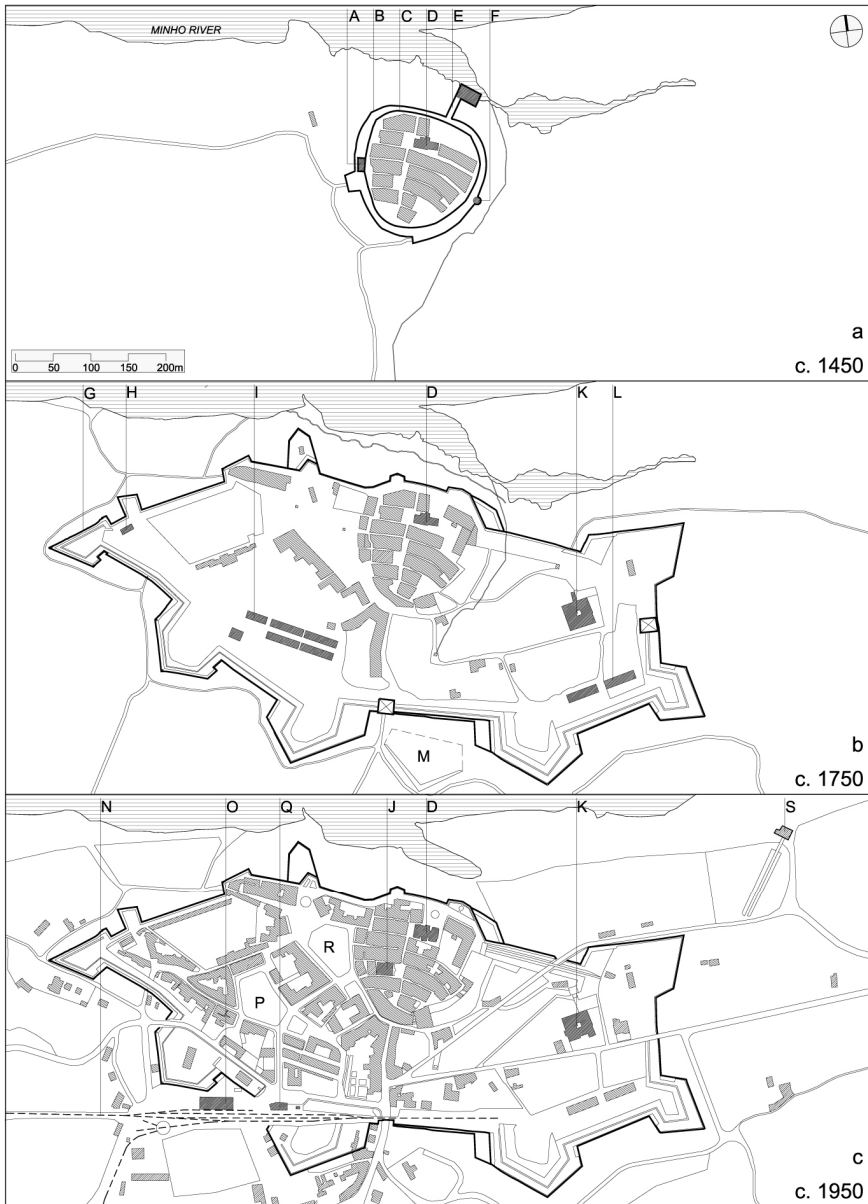 A B C D E F
MINHO RIVER
a
0 50 100 150 200m
c. 1450
G H I D K L
M
b
c. 1750
N O Q J D K S
R
P
c
c. 1950